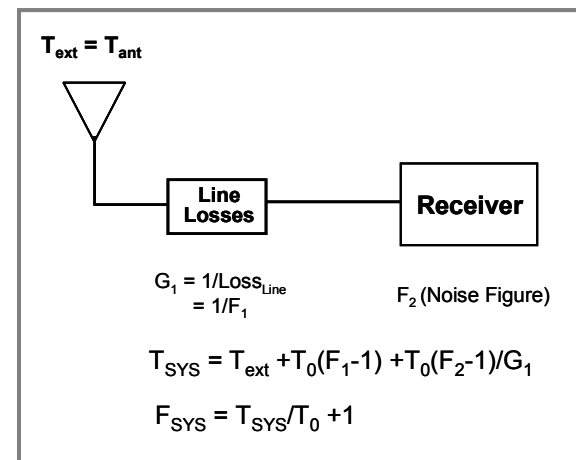 T_ext = T_ant
Line
Losses
Receiver
G_1 = 1/Loss_Line
= 1/F_1
F_2 (Noise Figure)
T_SYS = T_ext +T_0(F_1-1) +T_0(F_2-1)/G_1
F_SYS = T_SYS/T_0 +1